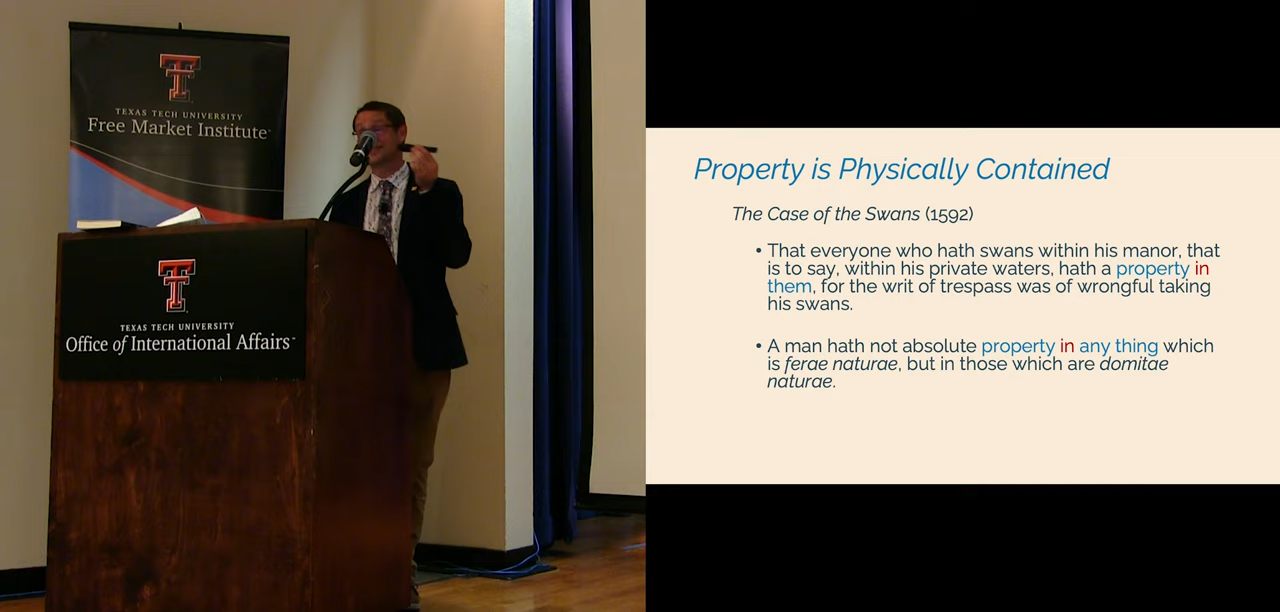 TEXAS TECH UNIVERSITY
Free Market Institute
TEXAS TECH UNIVERSITY
Office of International Affairs
Property is Physically Contained
The Case of the Swans (1592)
• That everyone who hath swans within his manor, that
is to say, within his private waters, hath a property in
them, for the writ of trespass was of wrongful taking
his swans.
• A man hath not absolute property in any thing which
is ferae naturae, but in those which are domitae
naturae.